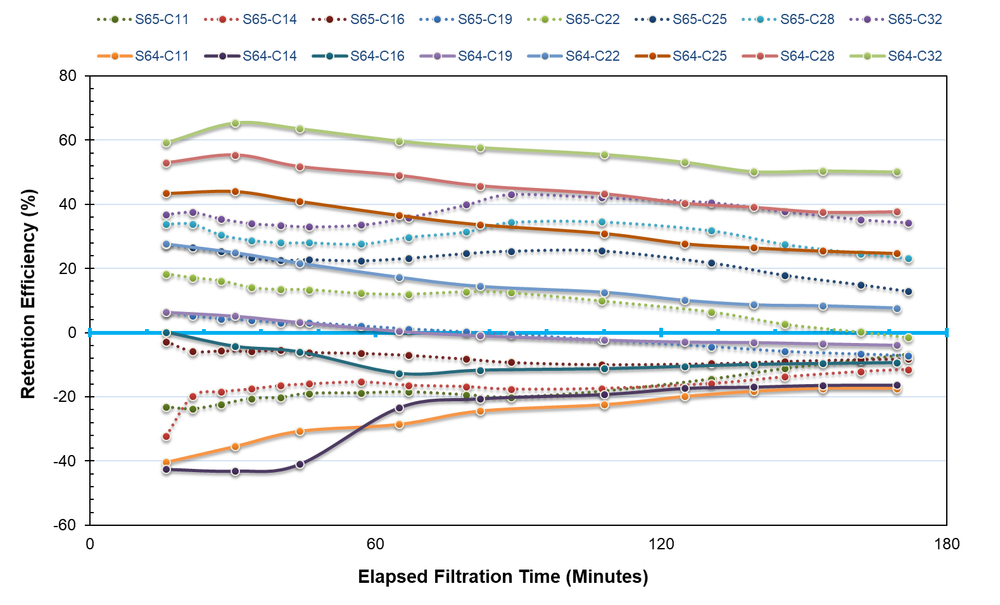 S65-C11 S65-C14 S65-C16 S65-C19 S65-C22 S65-C25 S65-C28 S65-C32
S64-C11 S64-C14 S64-C16 S64-C19 S64-C22 S64-C25 S64-C28 S64-C32
80
60
40
20
0
-20
-40
-60
Retention Efficiency (%)
0 60 120 180
Elapsed Filtration Time (Minutes)